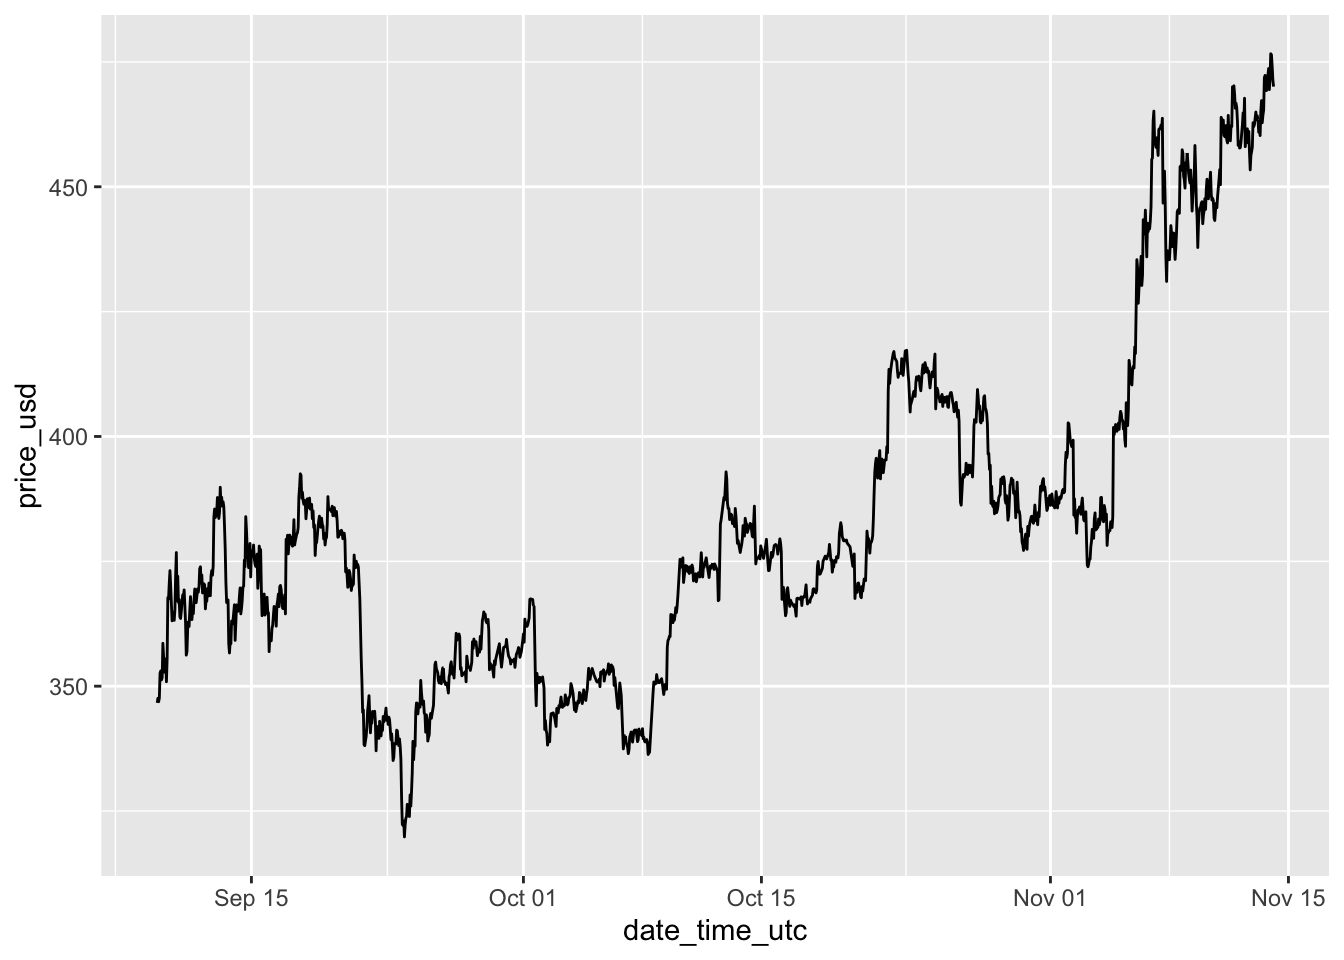 450
400
350
price_usd
Sep 15
Oct 01
Oct 15
Nov 01
Nov 15
date_time_utc